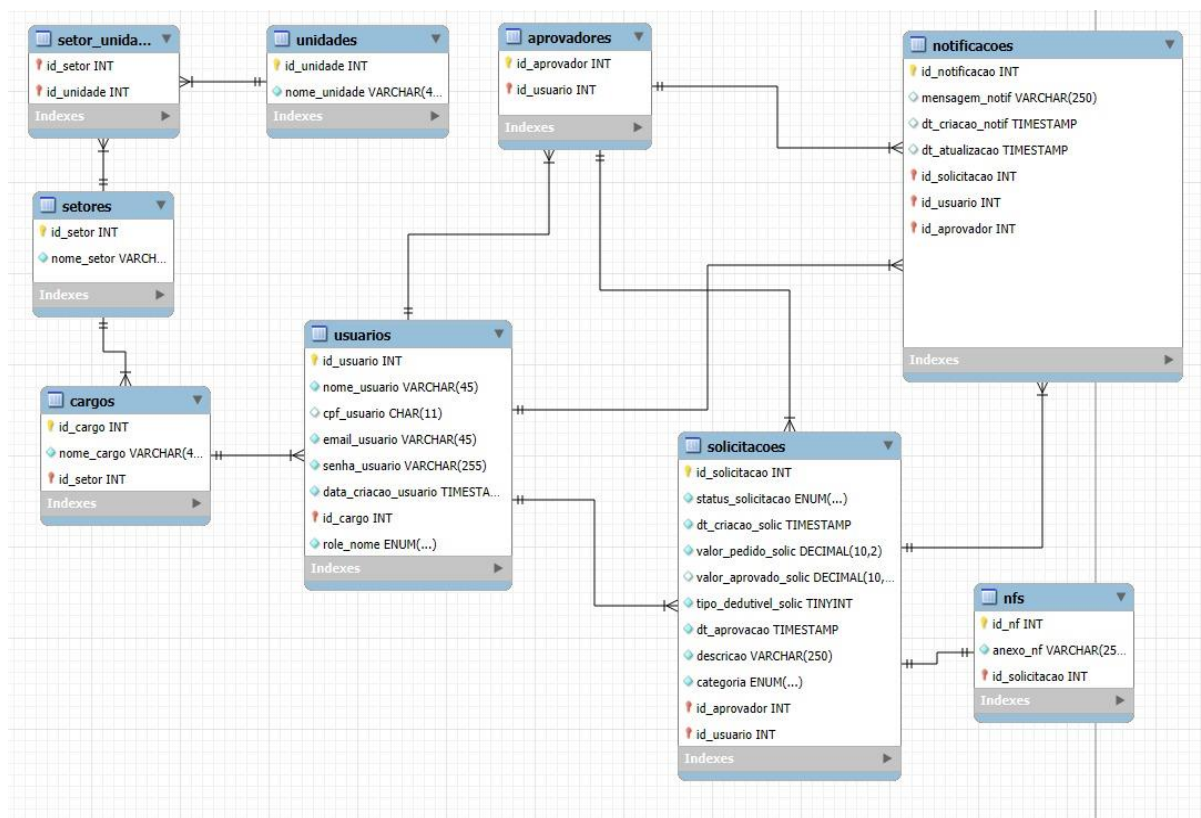 setor_unida...
id_setor INT
id_unidade INT
Indexes
unidades
id_unidade INT
nome_unidade VARCHAR(4...
Indexes
aprovadores
id_aprovador INT
id_usuario INT
Indexes
notificacoes
id_notificacao INT
mensagem_notif VARCHAR(250)
dt_criacao_notif TIMESTAMP
dt_atualizacao TIMESTAMP
id_solicitacao INT
id_usuario INT
id_aprovador INT
Indexes
setores
id_setor INT
nome_setor VARCH...
Indexes
usuarios
id_usuario INT
nome_usuario VARCHAR(45)
cpf_usuario CHAR(11)
email_usuario VARCHAR(45)
senha_usuario VARCHAR(255)
data_criacao_usuario TIMESTA...
id_cargo INT
role_nome ENUM(...)
Indexes
cargos
id_cargo INT
nome_cargo VARCHAR(4...
id_setor INT
Indexes
solicitacoes
id_solicitacao INT
status_solicitacao ENUM(...)
dt_criacao_solic TIMESTAMP
valor_pedido_solic DECIMAL(10,2)
valor_aprovado_solic DECIMAL(10,...
tipo_dedutivel_solic TINYINT
dt_aprovacao TIMESTAMP
descricao VARCHAR(250)
categoria ENUM(...)
id_aprovador INT
id_usuario INT
Indexes
nfs
id_nf INT
anexo_nf VARCHAR(25...
id_solicitacao INT
Indexes